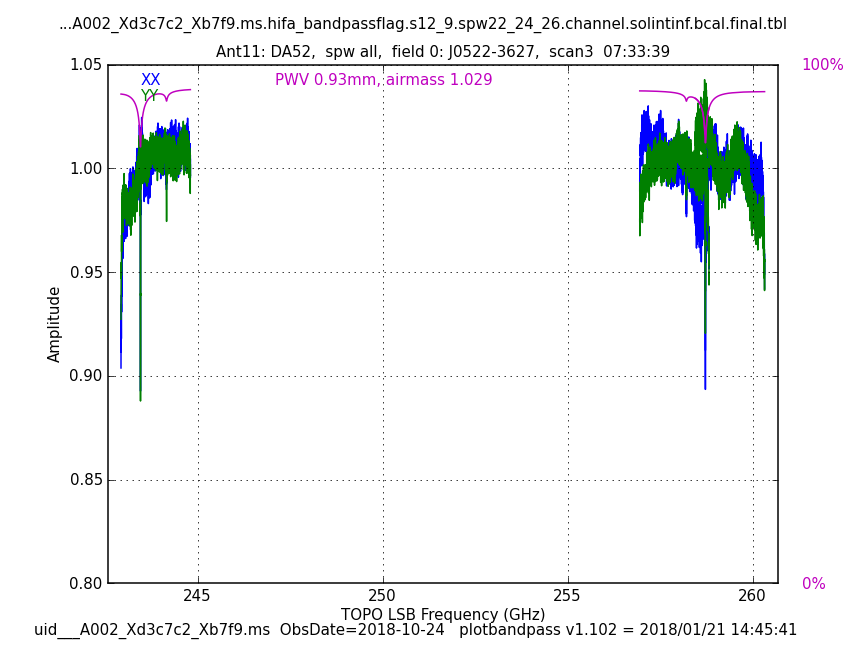 ...A002_Xd3c7c2_Xb7f9.ms.hifa_bandpassflag.s12_9.spw22_24_26.channel.solintinf.bcal.final.tbl
Ant11: DA52,  spw all,  field 0: J0522-3627,  scan3  07:33:39
1.05
XX
PWV 0.93mm, airmass 1.029
100%
YY
1.00
0.95
Amplitude
0.90
0.85
0.80
0%
245
250
255
260
TOPO LSB Frequency (GHz)
uid___A002_Xd3c7c2_Xb7f9.ms  ObsDate=2018-10-24   plotbandpass v1.102 = 2018/01/21 14:45:41